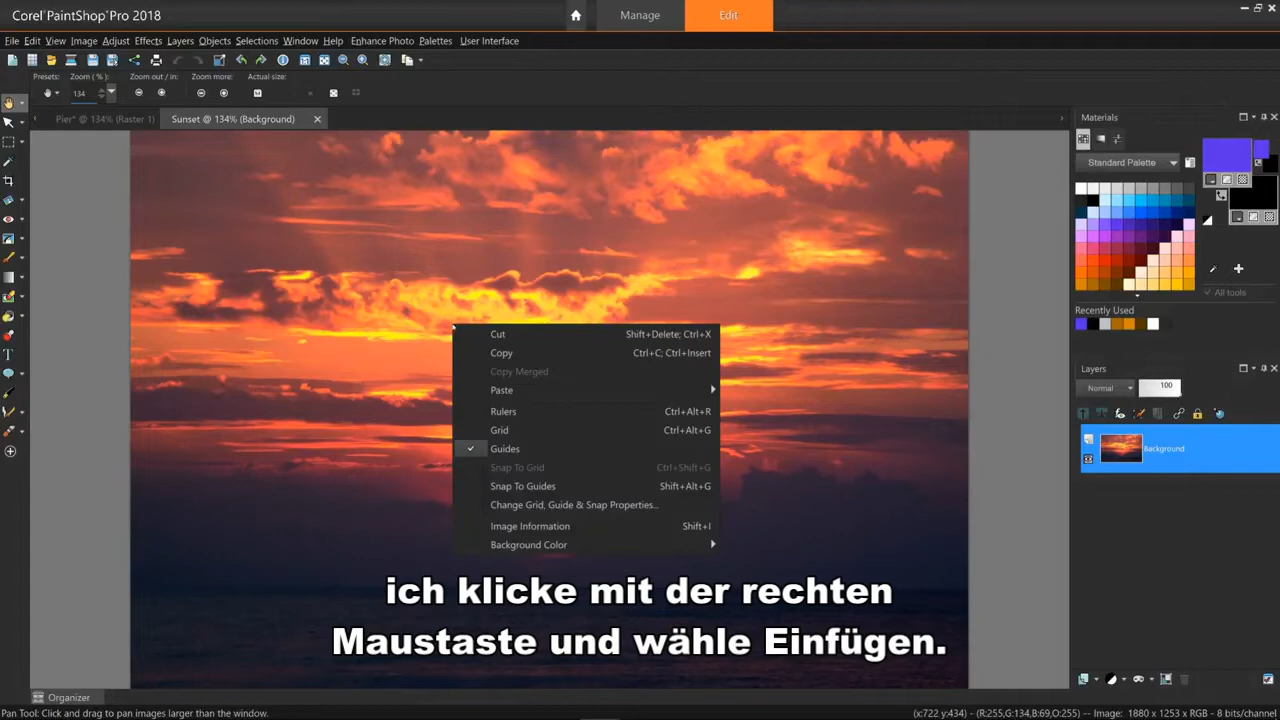 Corel® PaintShop® Pro 2018
Manage
Edit
File Edit View Image Adjust Effects Layers Objects Selections Window Help Enhance Photo Palettes User Interface
Presets: Zoom ( % ): Zoom out / in: Zoom more: Actual size:
134
Pier* @ 134% (Raster 1)
Sunset @ 134% (Background)
Materials
Standard Palette
All tools
Recently Used
Layers
Normal
100
Background
Cut Shift+Delete; Ctrl+X
Copy Ctrl+C; Ctrl+Insert
Copy Merged
Paste
Rulers Ctrl+Alt+R
Grid Ctrl+Alt+G
Guides
Snap To Grid Ctrl+Shift+G
Snap To Guides Shift+Alt+G
Change Grid, Guide & Snap Properties...
Image Information Shift+I
Background Color
ich klicke mit der rechten
Maustaste und wähle Einfügen.
Organizer
Pan Tool: Click and drag to pan images larger than the window.
(x:722 y:434) - (R:255,G:134,B:69,O:255) -- Image: 1880 x 1253 x RGB - 8 bits/channel